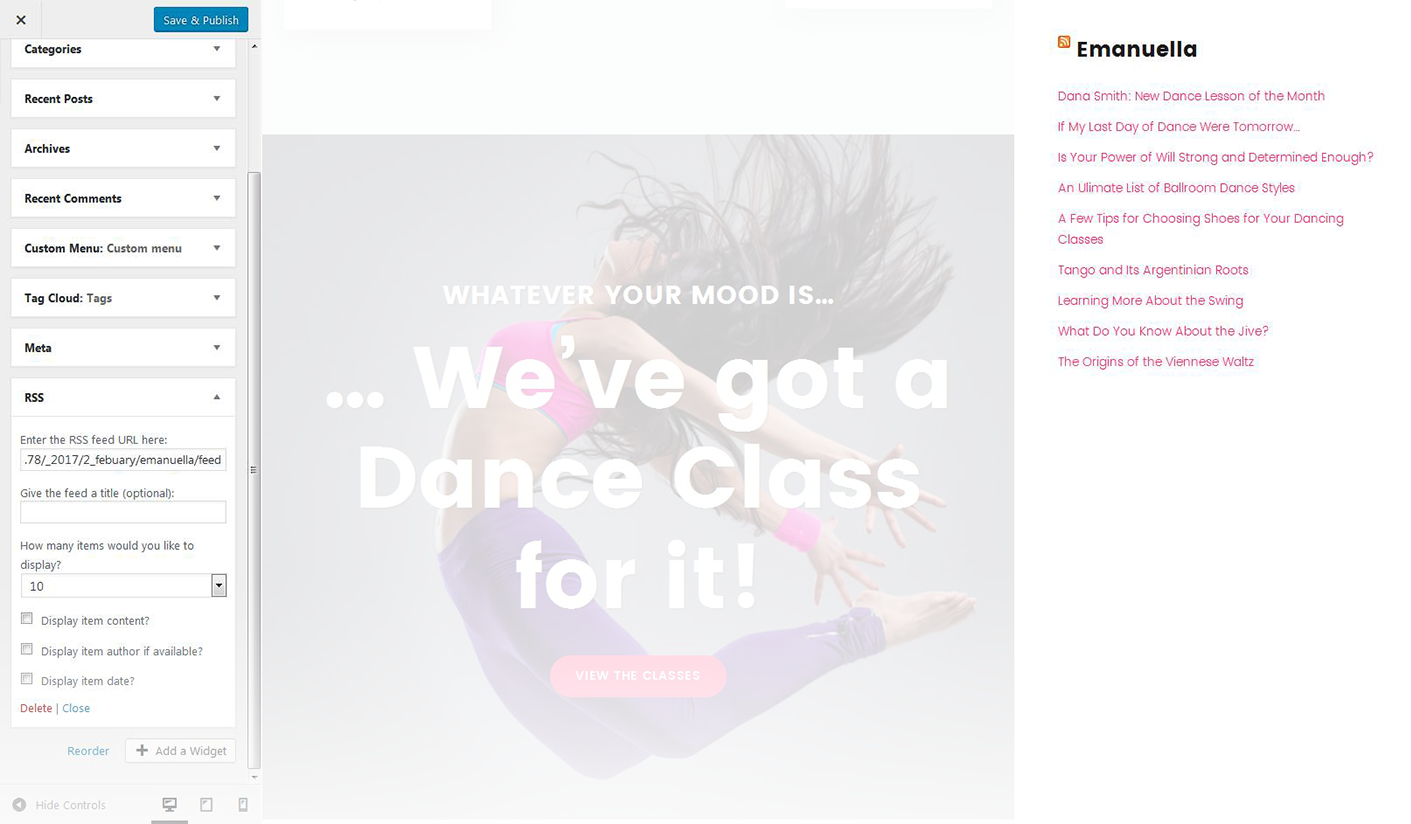 Save & Publish
Categories
Recent Posts
Archives
Recent Comments
Custom Menu: Custom menu
Tag Cloud: Tags
Meta
RSS
Enter the RSS feed URL here:
.78/_2017/2_febuary/emanuella/feed
Give the feed a title (optional):
How many items would you like to
display?
10
Display item content?
Display item author if available?
Display item date?
Delete | Close
Reorder
Add a Widget
Hide Controls
WHATEVER YOUR MOOD IS...
... We've got a
Dance Class
for it!
VIEW THE CLASSES
Emanuella
Dana Smith: New Dance Lesson of the Month
If My Last Day of Dance Were Tomorrow...
Is Your Power of Will Strong and Determined Enough?
An Ulimate List of Ballroom Dance Styles
A Few Tips for Choosing Shoes for Your Dancing
Classes
Tango and Its Argentinian Roots
Learning More About the Swing
What Do You Know About the Jive?
The Origins of the Viennese Waltz